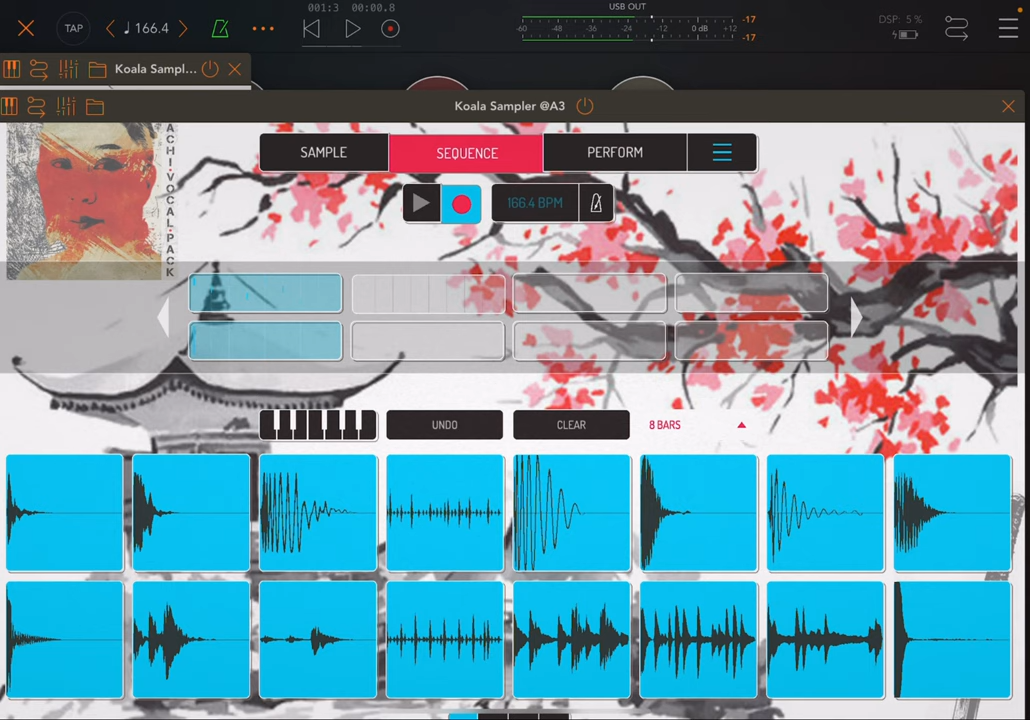 001:3 00:00.8
USB OUT
TAP
166.4
-60 -48 -36 -24 -12 0 dB +12
-17
-17
DSP: 5 %
Koala Sampl...
Koala Sampler @A3
ACHI.VOCAL.PACK
SAMPLE
SEQUENCE
PERFORM
166.4 BPM
UNDO
CLEAR
8 BARS